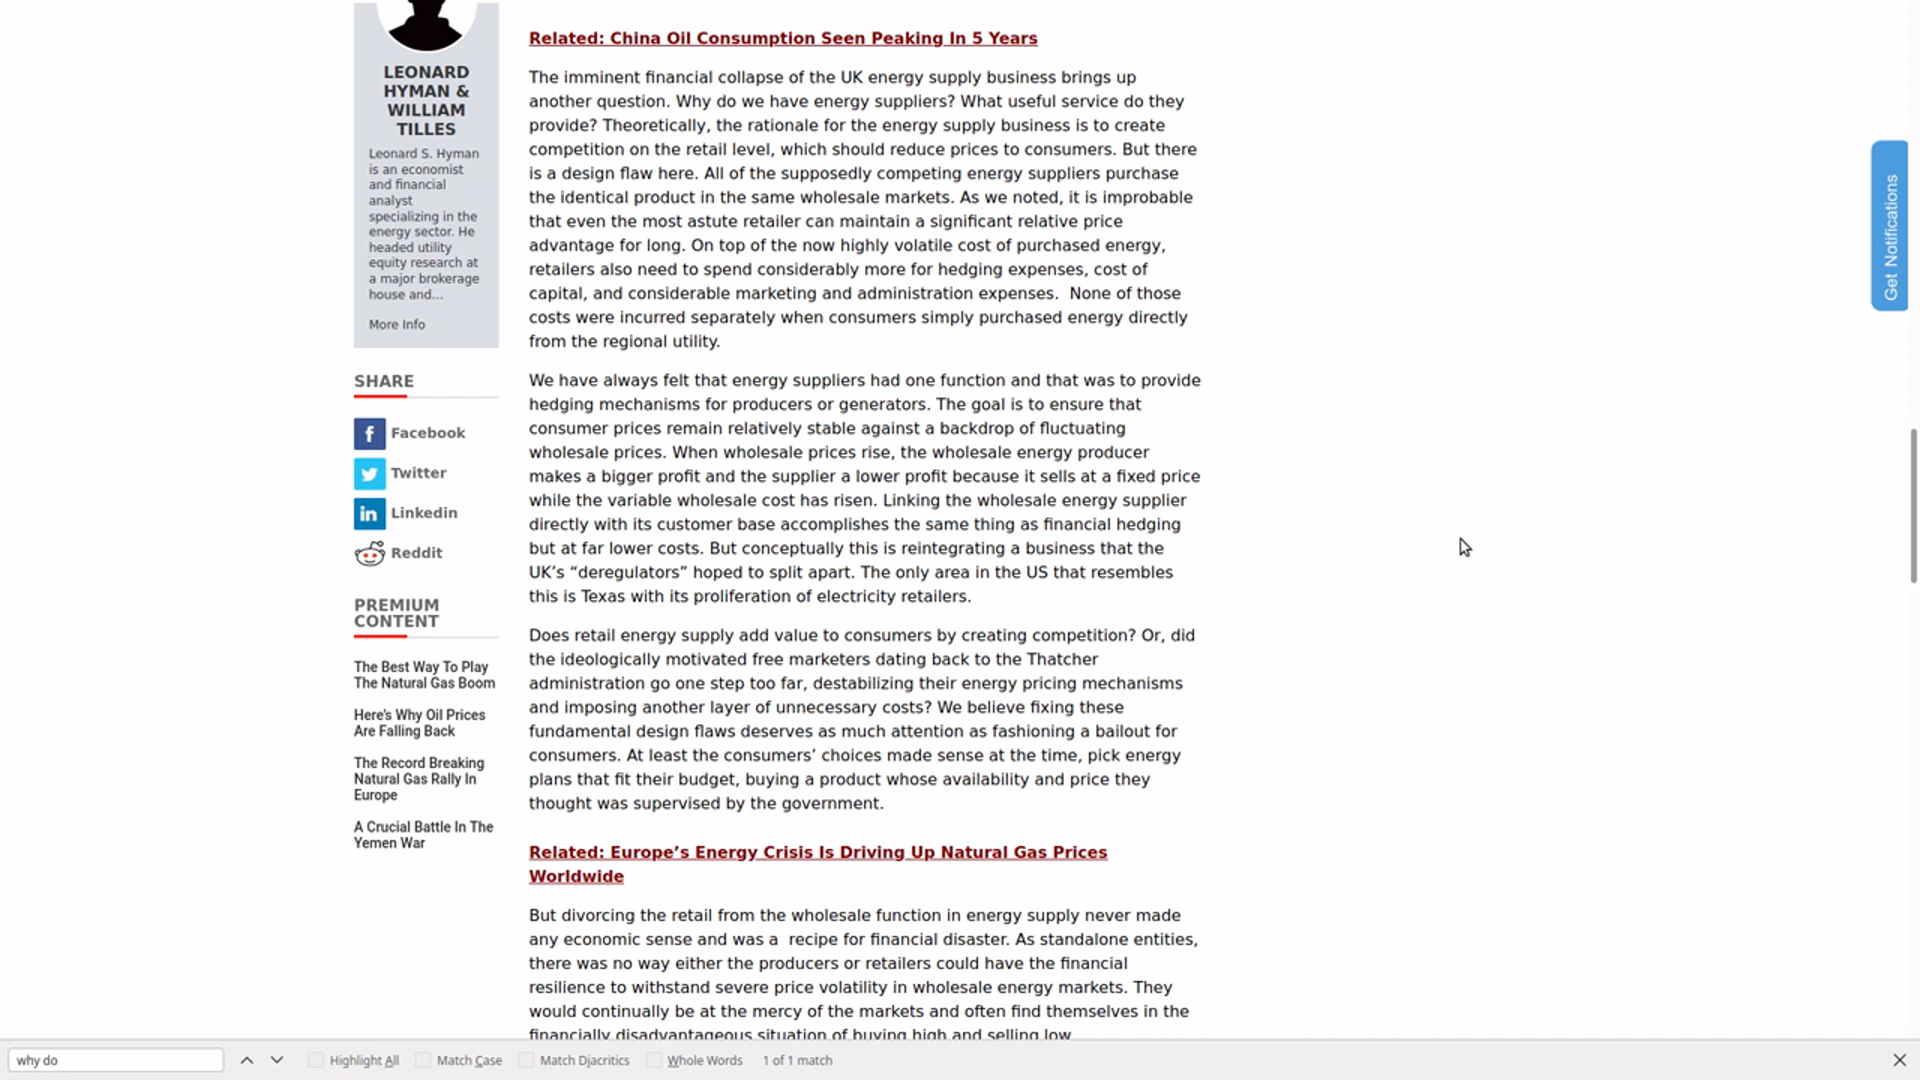 LEONARD
HYMAN &
WILLIAM
TILLES
Leonard S. Hyman
is an economist
and financial
analyst
specializing in the
energy sector. He
headed utility
equity research at
a major brokerage
house and...
More Info
SHARE
Facebook
Twitter
Linkedin
Reddit
PREMIUM
CONTENT
The Best Way To Play
The Natural Gas Boom
Here's Why Oil Prices
Are Falling Back
The Record Breaking
Natural Gas Rally In
Europe
A Crucial Battle In The
Yemen War
Related: China Oil Consumption Seen Peaking In 5 Years
The imminent financial collapse of the UK energy supply business brings up
another question. Why do we have energy suppliers? What useful service do they
provide? Theoretically, the rationale for the energy supply business is to create
competition on the retail level, which should reduce prices to consumers. But there
is a design flaw here. All of the supposedly competing energy suppliers purchase
the identical product in the same wholesale markets. As we noted, it is improbable
that even the most astute retailer can maintain a significant relative price
advantage for long. On top of the now highly volatile cost of purchased energy,
retailers also need to spend considerably more for hedging expenses, cost of
capital, and considerable marketing and administration expenses.  None of those
costs were incurred separately when consumers simply purchased energy directly
from the regional utility.
We have always felt that energy suppliers had one function and that was to provide
hedging mechanisms for producers or generators. The goal is to ensure that
consumer prices remain relatively stable against a backdrop of fluctuating
wholesale prices. When wholesale prices rise, the wholesale energy producer
makes a bigger profit and the supplier a lower profit because it sells at a fixed price
while the variable wholesale cost has risen. Linking the wholesale energy supplier
directly with its customer base accomplishes the same thing as financial hedging
but at far lower costs. But conceptually this is reintegrating a business that the
UK’s “deregulators” hoped to split apart. The only area in the US that resembles
this is Texas with its proliferation of electricity retailers.
Does retail energy supply add value to consumers by creating competition? Or, did
the ideologically motivated free marketers dating back to the Thatcher
administration go one step too far, destabilizing their energy pricing mechanisms
and imposing another layer of unnecessary costs? We believe fixing these
fundamental design flaws deserves as much attention as fashioning a bailout for
consumers. At least the consumers’ choices made sense at the time, pick energy
plans that fit their budget, buying a product whose availability and price they
thought was supervised by the government.
Related: Europe’s Energy Crisis Is Driving Up Natural Gas Prices
Worldwide
But divorcing the retail from the wholesale function in energy supply never made
any economic sense and was a  recipe for financial disaster. As standalone entities,
there was no way either the producers or retailers could have the financial
resilience to withstand severe price volatility in wholesale energy markets. They
would continually be at the mercy of the markets and often find themselves in the
financially disadvantageous situation of buying high and selling low.
Get Notifications
why do
Highlight All
Match Case
Match Diacritics
Whole Words
1 of 1 match